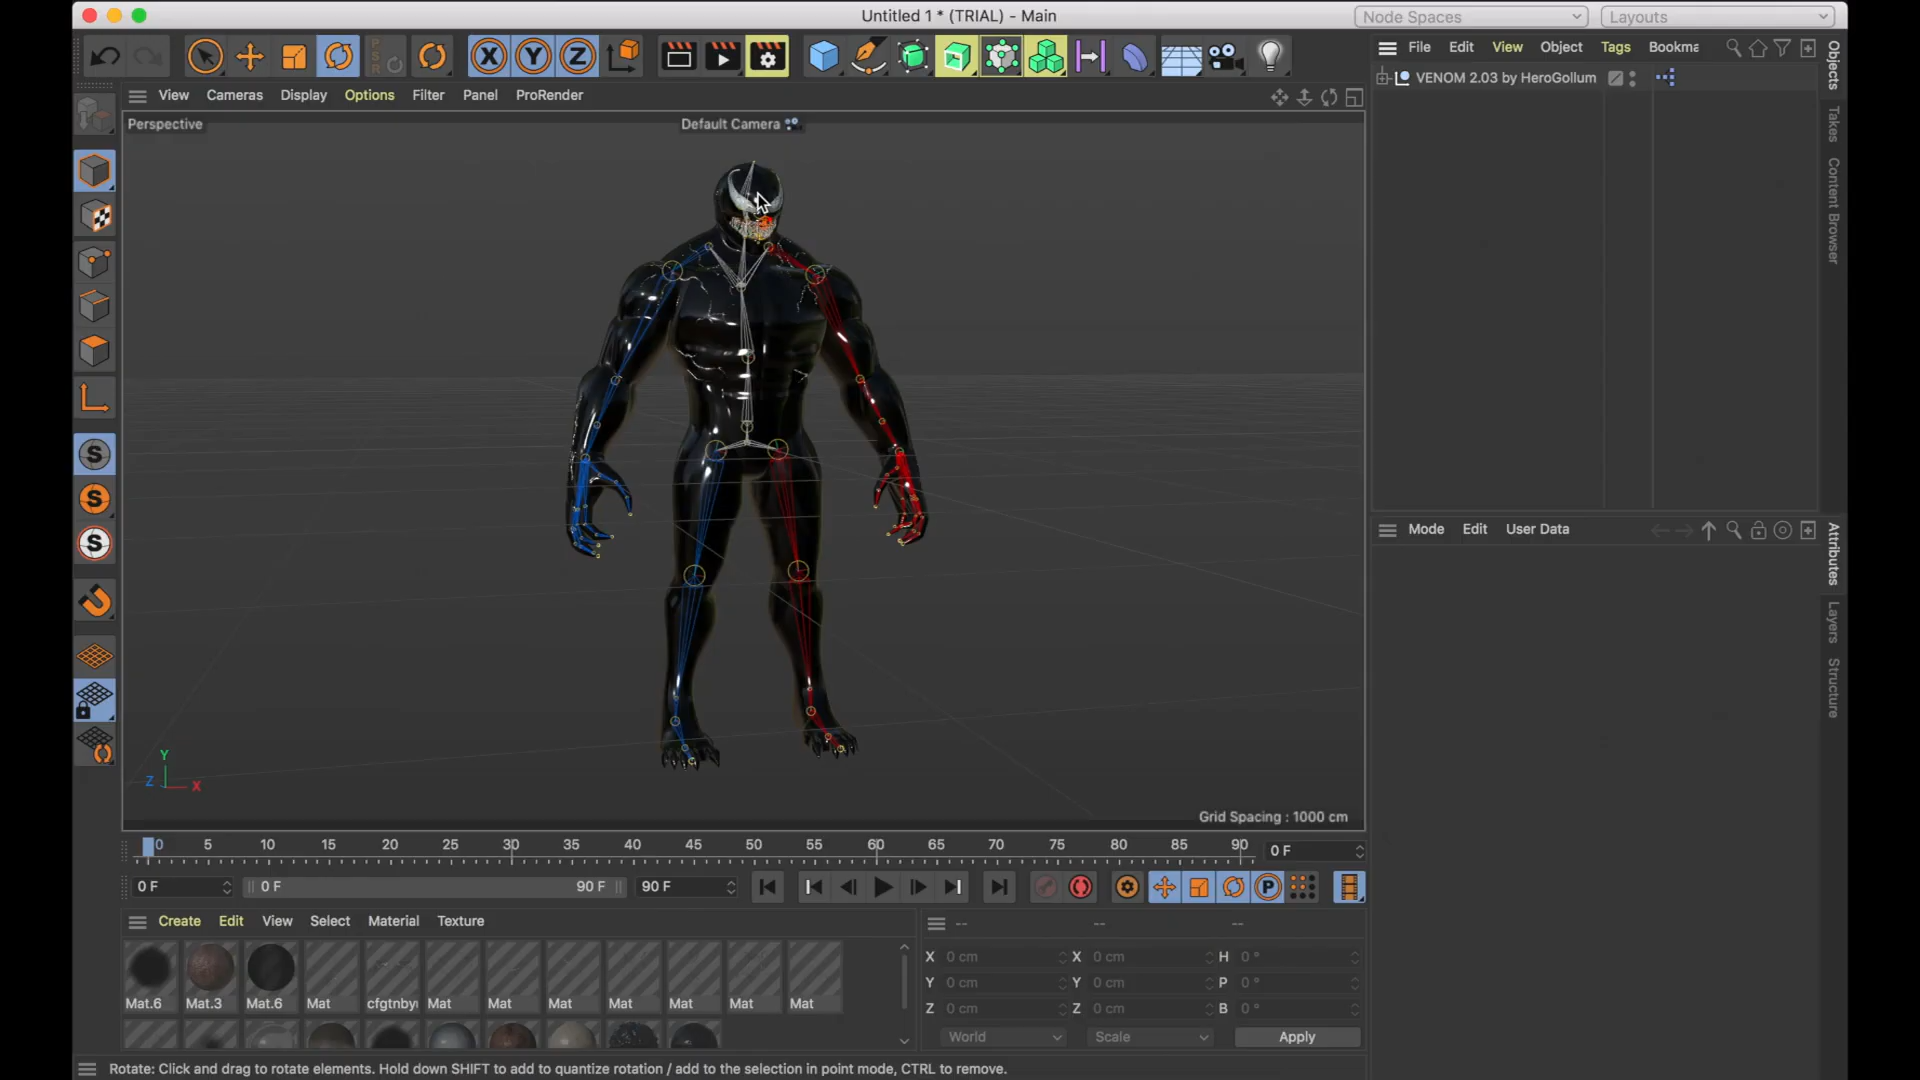 Untitled 1 * (TRIAL) - Main
Node Spaces
Layouts
X Y Z
P S R
File Edit View Object Tags Bookma
View Cameras Display Options Filter Panel ProRender
VENOM 2.03 by HeroGollum
Perspective
Default Camera
Objects
Takes
Content Browser
Mode Edit User Data
Attributes
Layers
Structure
S
S
S
Y
Z X
Grid Spacing : 1000 cm
0 5 10 15 20 25 30 35 40 45 50 55 60 65 70 75 80 85 90 0 F
0 F 0 F 90 F 90 F P
Create Edit View Select Material Texture
-- -- --
X 0 cm X 0 cm H 0 °
Y 0 cm Y 0 cm P 0 °
Z 0 cm Z 0 cm B 0 °
Mat.6 Mat.3 Mat.6 Mat cfgtnbyı Mat Mat Mat Mat Mat Mat Mat
World Scale Apply
Rotate: Click and drag to rotate elements. Hold down SHIFT to add to quantize rotation / add to the selection in point mode, CTRL to remove.